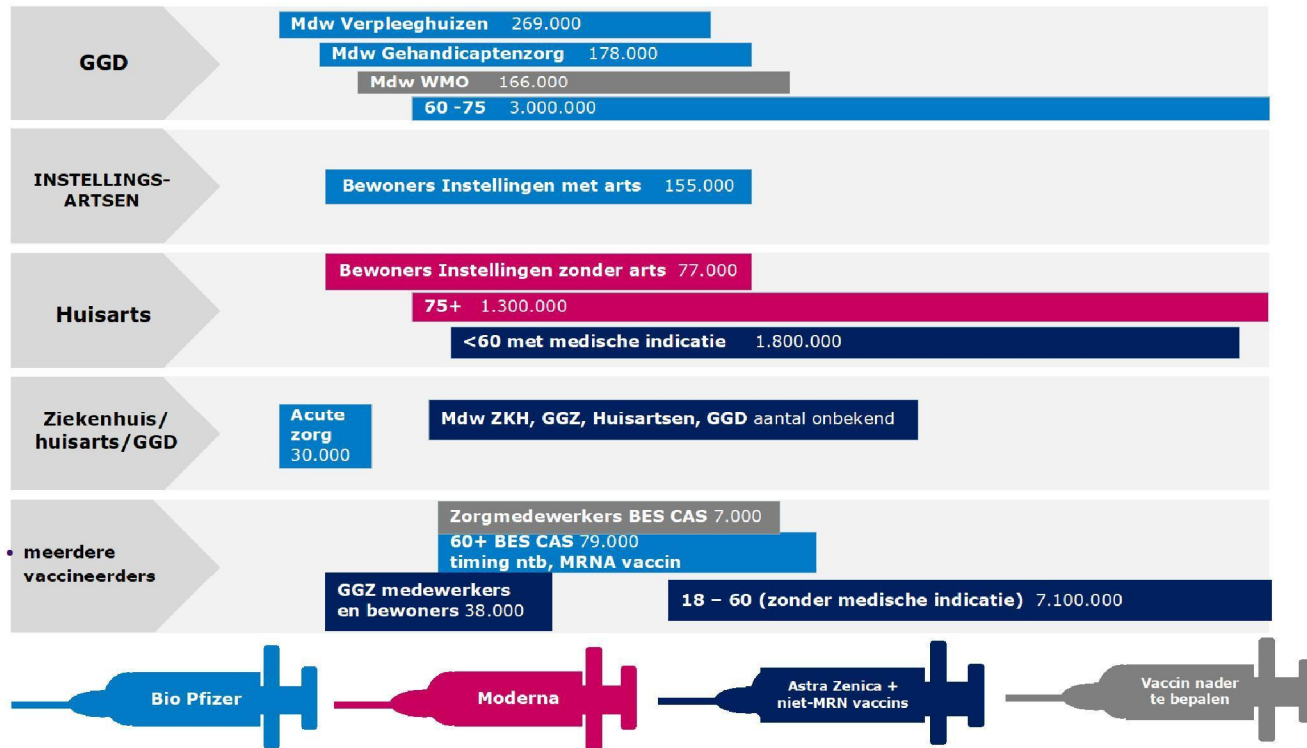 GGD
Mdw Verpleeghuizen 269.000
Mdw Gehandicaptenzorg 178.000
Mdw WMO 166.000
60 -75 3.000.000
INSTELLINGS-
ARTSEN
Bewoners Instellingen met arts 155.000
Huisarts
Bewoners Instellingen zonder arts 77.000
75+ 1.300.000
<60 met medische indicatie 1.800.000
Ziekenhuis/
huisarts/GGD
Acute
zorg
30.000
Mdw ZKH, GGZ, Huisartsen, GGD aantal onbekend
• meerdere
vaccineerders
Zorgmedewerkers BES CAS 7.000
60+ BES CAS 79.000
timing ntb, MRNA vaccin
GGZ medewerkers
en bewoners 38.000
18 – 60 (zonder medische indicatie) 7.100.000
Bio Pfizer
Moderna
Astra Zenica +
niet-MRN vaccins
Vaccin nader
te bepalen